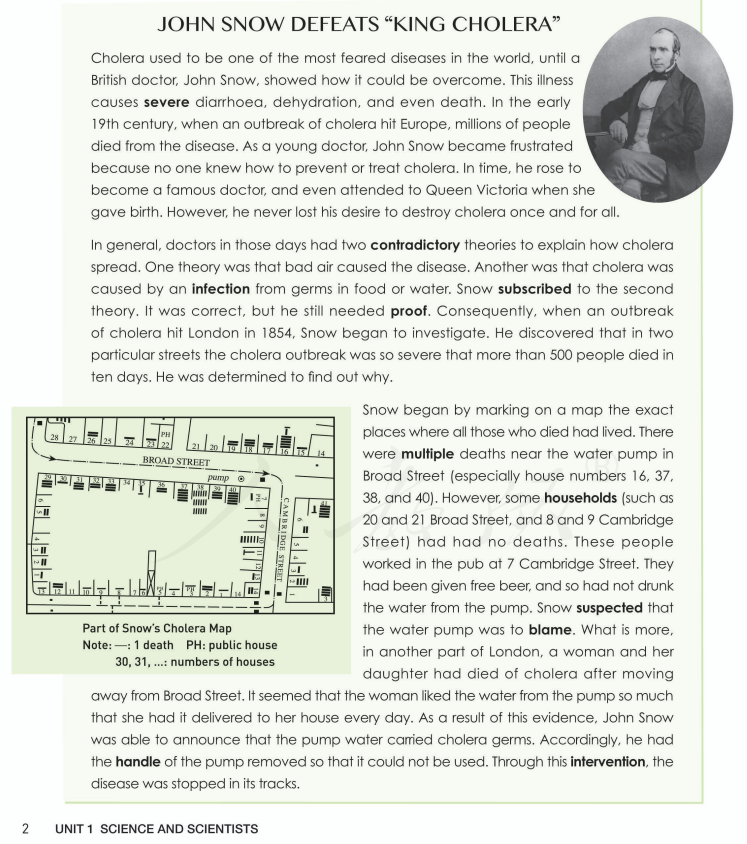 JOHN SNOW DEFEATS “KING CHOLERA”
Cholera used to be one of the most feared diseases in the world, until a
British doctor, John Snow, showed how it could be overcome. This illness
causes severe diarrhoea, dehydration, and even death. In the early
19th century, when an outbreak of cholera hit Europe, millions of people
died from the disease. As a young doctor, John Snow became frustrated
because no one knew how to prevent or treat cholera. In time, he rose to
become a famous doctor, and even attended to Queen Victoria when she
gave birth. However, he never lost his desire to destroy cholera once and for all.
In general, doctors in those days had two contradictory theories to explain how cholera
spread. One theory was that bad air caused the disease. Another was that cholera was
caused by an infection from germs in food or water. Snow subscribed to the second
theory. It was correct, but he still needed proof. Consequently, when an outbreak
of cholera hit London in 1854, Snow began to investigate. He discovered that in two
particular streets the cholera outbreak was so severe that more than 500 people died in
ten days. He was determined to find out why.
28 27 26 25 24 23 PH 22 21 20 19 18 17 16 15 14
BROAD STREET
pump
29 30 31 32 33 34 35 36 37 38 39 40
CAMBRIDGE STREET
Part of Snow’s Cholera Map
Note: —: 1 death PH: public house
30, 31, ...: numbers of houses
Snow began by marking on a map the exact
places where all those who died had lived. There
were multiple deaths near the water pump in
Broad Street (especially house numbers 16, 37,
38, and 40). However, some households (such as
20 and 21 Broad Street, and 8 and 9 Cambridge
Street) had had no deaths. These people
worked in the pub at 7 Cambridge Street. They
had been given free beer, and so had not drunk
the water from the pump. Snow suspected that
the water pump was to blame. What is more,
in another part of London, a woman and her
daughter had died of cholera after moving
away from Broad Street. It seemed that the woman liked the water from the pump so much
that she had it delivered to her house every day. As a result of this evidence, John Snow
was able to announce that the pump water carried cholera germs. Accordingly, he had
the handle of the pump removed so that it could not be used. Through this intervention, the
disease was stopped in its tracks.
2 UNIT 1 SCIENCE AND SCIENTISTS